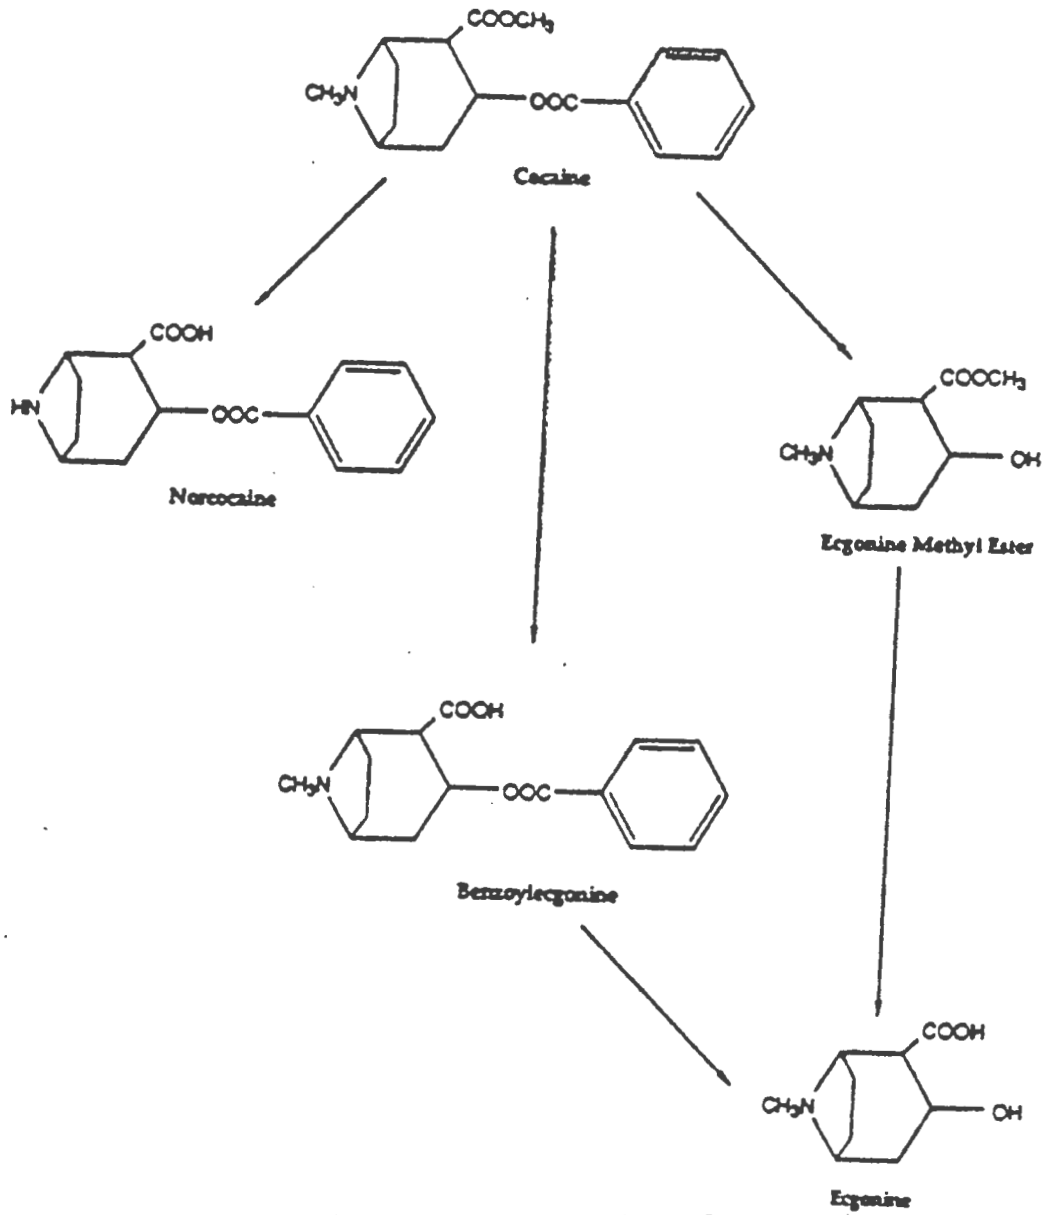 COOCH3
CH3N
OOC
Cocaine
COOH
HN
OOC
Norcocaine
COOCH3
CH3N
OH
Ecgonine Methyl Ester
COOH
CH3N
OOC
Benzoylecgonine
COOH
CH3N
OH
Ecgonine